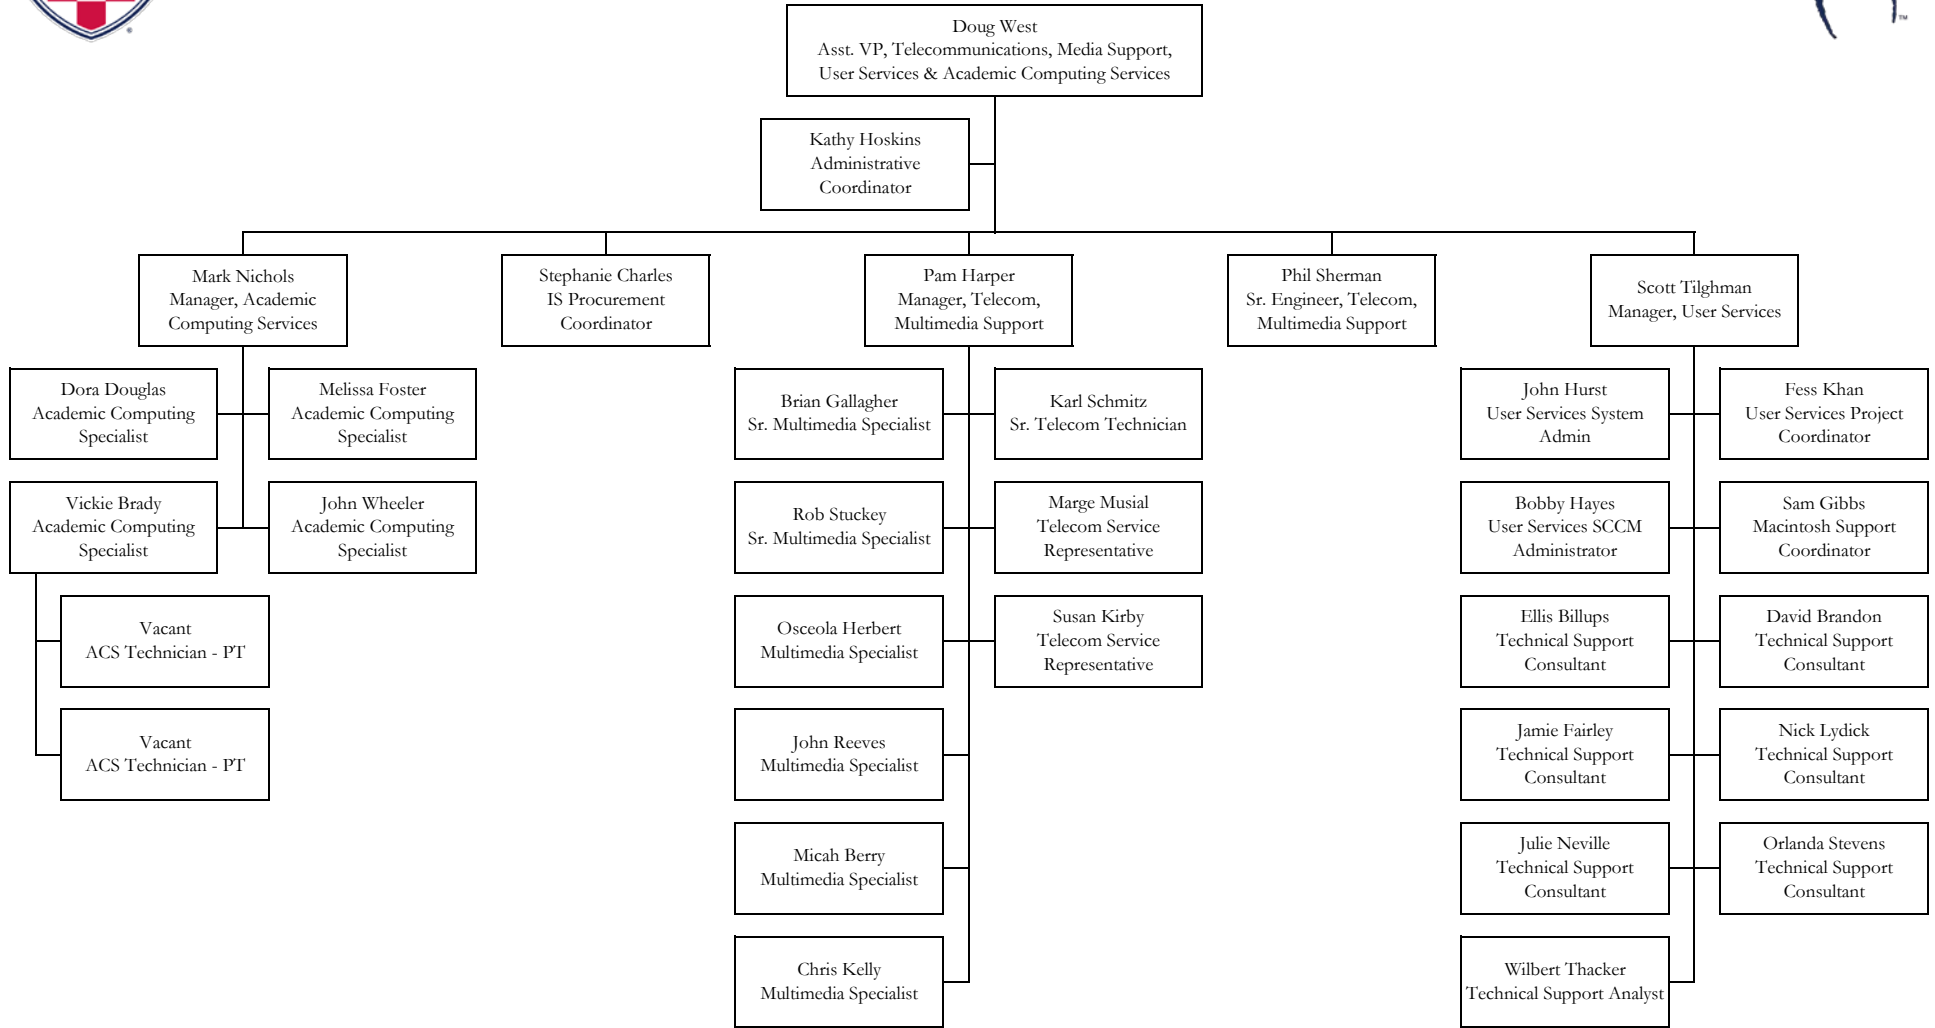 Doug West
Asst. VP, Telecommunications, Media Support,
User Services & Academic Computing Services
Kathy Hoskins
Administrative
Coordinator
Mark Nichols
Manager, Academic
Computing Services
Stephanie Charles
IS Procurement
Coordinator
Pam Harper
Manager, Telecom,
Multimedia Support
Phil Sherman
Sr. Engineer, Telecom,
Multimedia Support
Scott Tilghman
Manager, User Services
Dora Douglas
Academic Computing
Specialist
Melissa Foster
Academic Computing
Specialist
Vickie Brady
Academic Computing
Specialist
John Wheeler
Academic Computing
Specialist
Vacant
ACS Technician - PT
Vacant
ACS Technician - PT
Brian Gallagher
Sr. Multimedia Specialist
Karl Schmitz
Sr. Telecom Technician
Rob Stuckey
Sr. Multimedia Specialist
Marge Musial
Telecom Service
Representative
Osceola Herbert
Multimedia Specialist
Susan Kirby
Telecom Service
Representative
John Reeves
Multimedia Specialist
Micah Berry
Multimedia Specialist
Chris Kelly
Multimedia Specialist
John Hurst
User Services System
Admin
Fess Khan
User Services Project
Coordinator
Bobby Hayes
User Services SCCM
Administrator
Sam Gibbs
Macintosh Support
Coordinator
Ellis Billups
Technical Support
Consultant
David Brandon
Technical Support
Consultant
Jamie Fairley
Technical Support
Consultant
Nick Lydick
Technical Support
Consultant
Julie Neville
Technical Support
Consultant
Orlanda Stevens
Technical Support
Consultant
Wilbert Thacker
Technical Support Analyst